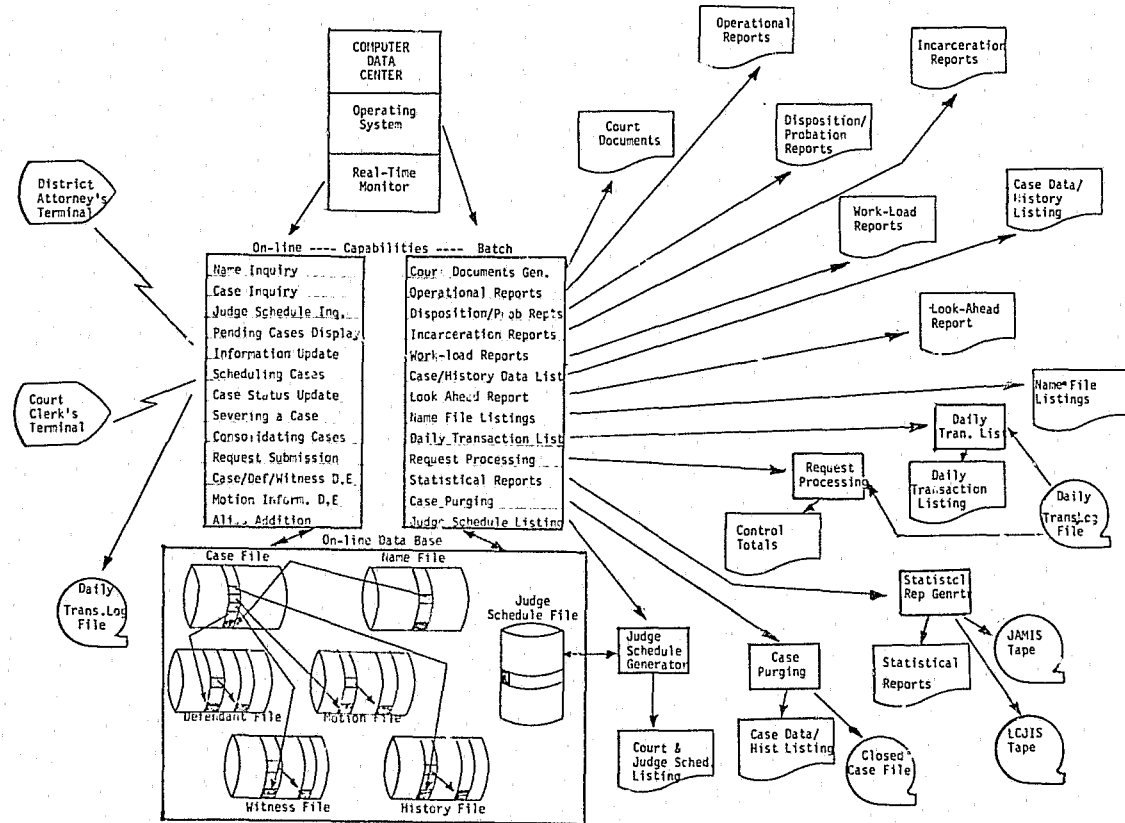 COMPUTER
DATA
CENTER
Operating
System
Real-Time
Monitor
Operational
Reports
Incarceration
Reports
Court
Documents
Disposition/
Probation
Reports
Case Data/
History
Listing
Work-Load
Reports
Look-Ahead
Report
Name File
Listings
District
Attorney's
Terminal
Court
Clerk's
Terminal
Daily
Trans.Log
File
On-line ---- Capabilities ---- Batch
Name Inquiry
Case Inquiry
Judge Schedule Inq.
Pending Cases Display
Information Update
Scheduling Cases
Case Status Update
Severing a Case
Consolidating Cases
Request Submission
Case/Def/Witness D.E
Motion Inform. D.E
Alias Addition
Cour Documents Gen.
Operational Reports
Disposition/Prob Repts
Incarceration Reports
Work-load Reports
Case/History Data List
Look Ahead Report
Name File Listings
Daily Transaction List
Request Processing
Statistical Reports
Case Purging
Judge Schedule Listing
Daily
Tran. List
Daily
Transaction
Listing
Daily
TransLog
File
Request
Processing
Control
Totals
Statistcl
Rep Genrtr
JAMIS
Tape
Statistical
Reports
LCJIS
Tape
On-line Data Base
Case File
Name File
Judge
Schedule File
Defendant File
Motion File
Witness File
History File
Judge
Schedule
Generator
Court &
Judge Sched.
Listing
Case
Purging
Case Data/
Hist Listing
Closed
Case File